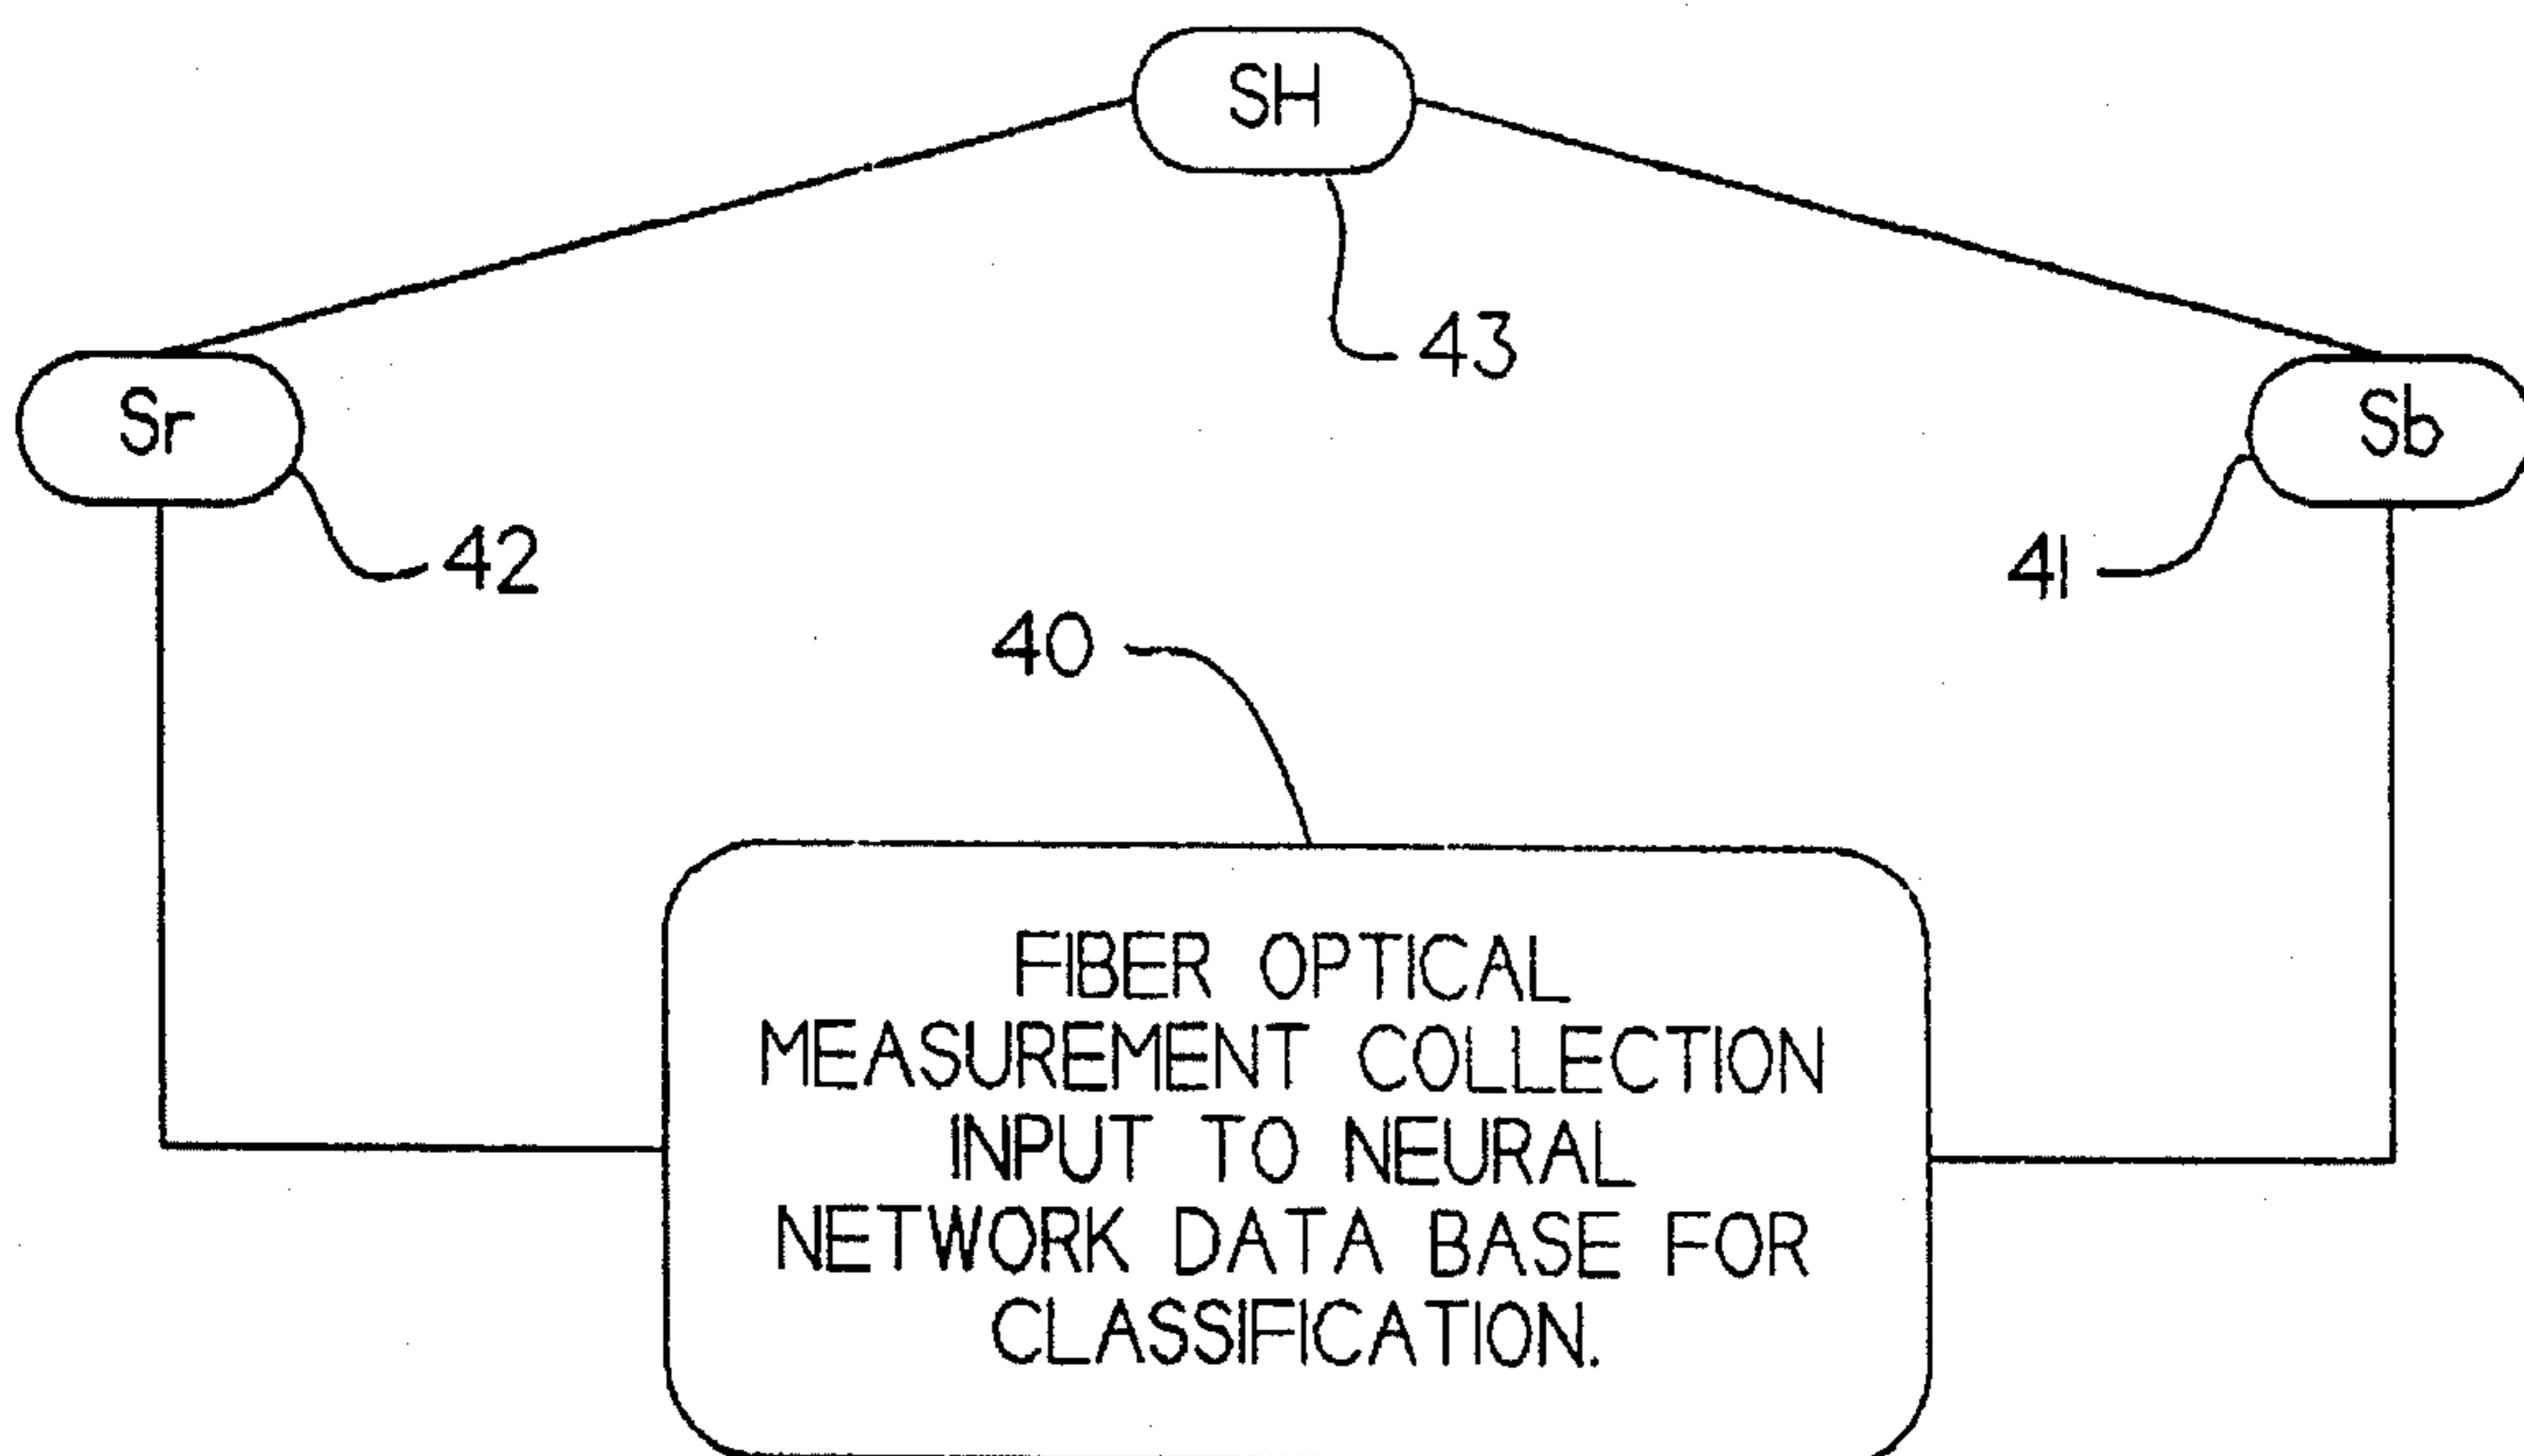 SH
43
Sr
Sb
42
41
40
FIBER OPTICAL
MEASUREMENT COLLECTION
INPUT TO NEURAL
NETWORK DATA BASE FOR
CLASSIFICATION.